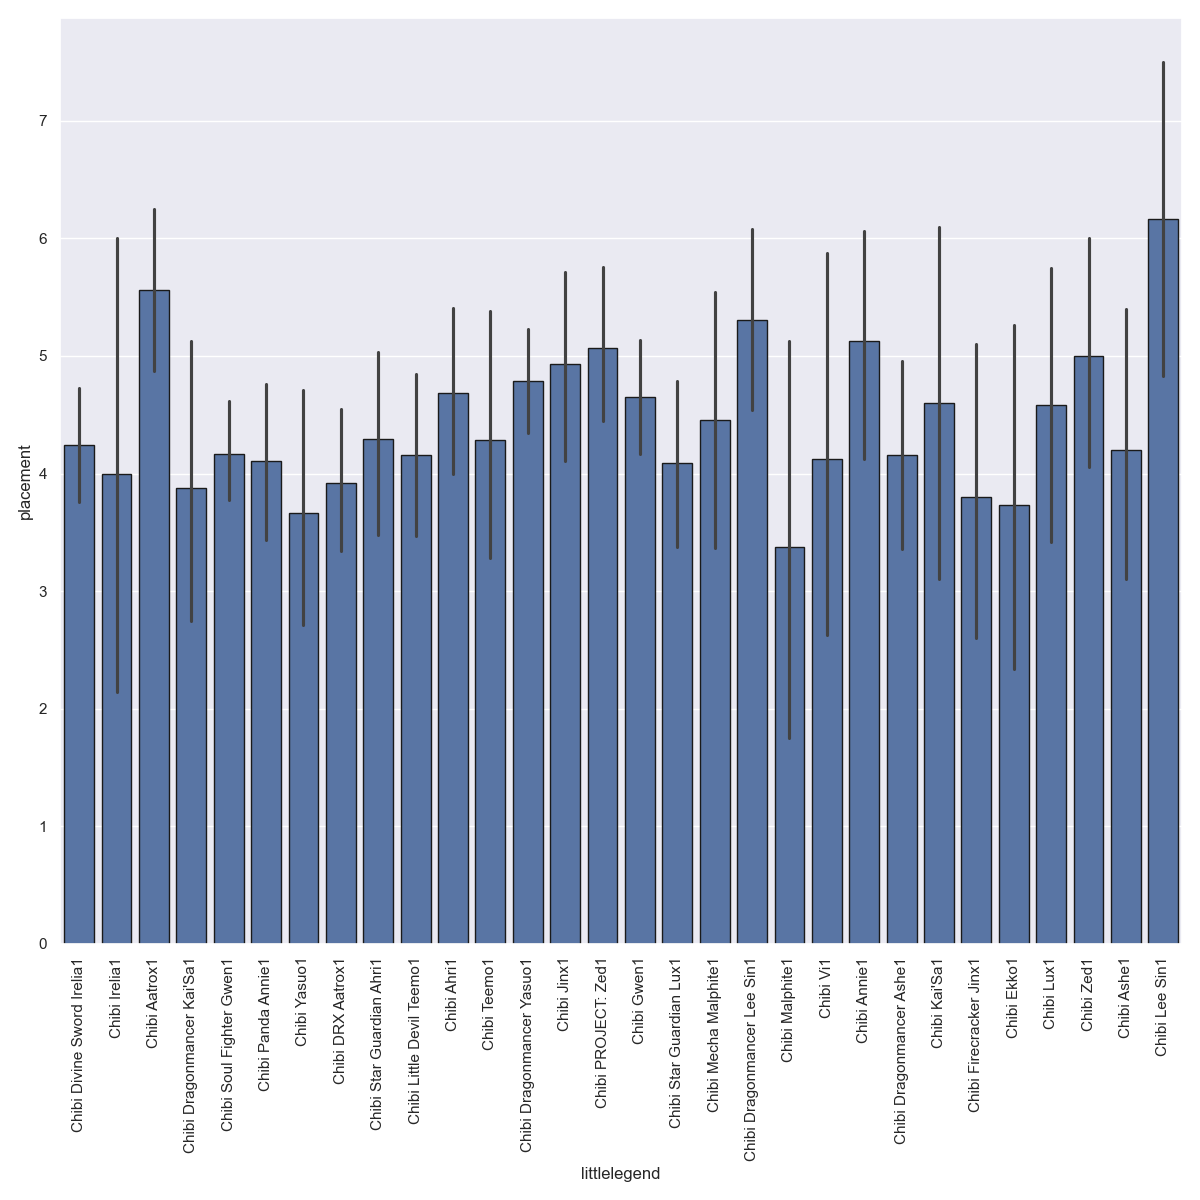 placement
7
6
5
4
3
2
1
0
Chibi Divine Sword Irelia1
Chibi Irelia1
Chibi Aatrox1
Chibi Dragonmancer Kai'Sa1
Chibi Soul Fighter Gwen1
Chibi Panda Annie1
Chibi Yasuo1
Chibi DRX Aatrox1
Chibi Star Guardian Ahri1
Chibi Little Devil Teemo1
Chibi Ahri1
Chibi Teemo1
Chibi Dragonmancer Yasuo1
Chibi Jinx1
Chibi PROJECT: Zed1
Chibi Gwen1
Chibi Star Guardian Lux1
Chibi Mecha Malphite1
Chibi Dragonmancer Lee Sin1
Chibi Malphite1
Chibi Vi1
Chibi Annie1
Chibi Dragonmancer Ashe1
Chibi Kai'Sa1
Chibi Firecracker Jinx1
Chibi Ekko1
Chibi Lux1
Chibi Zed1
Chibi Ashe1
Chibi Lee Sin1
littlelegend